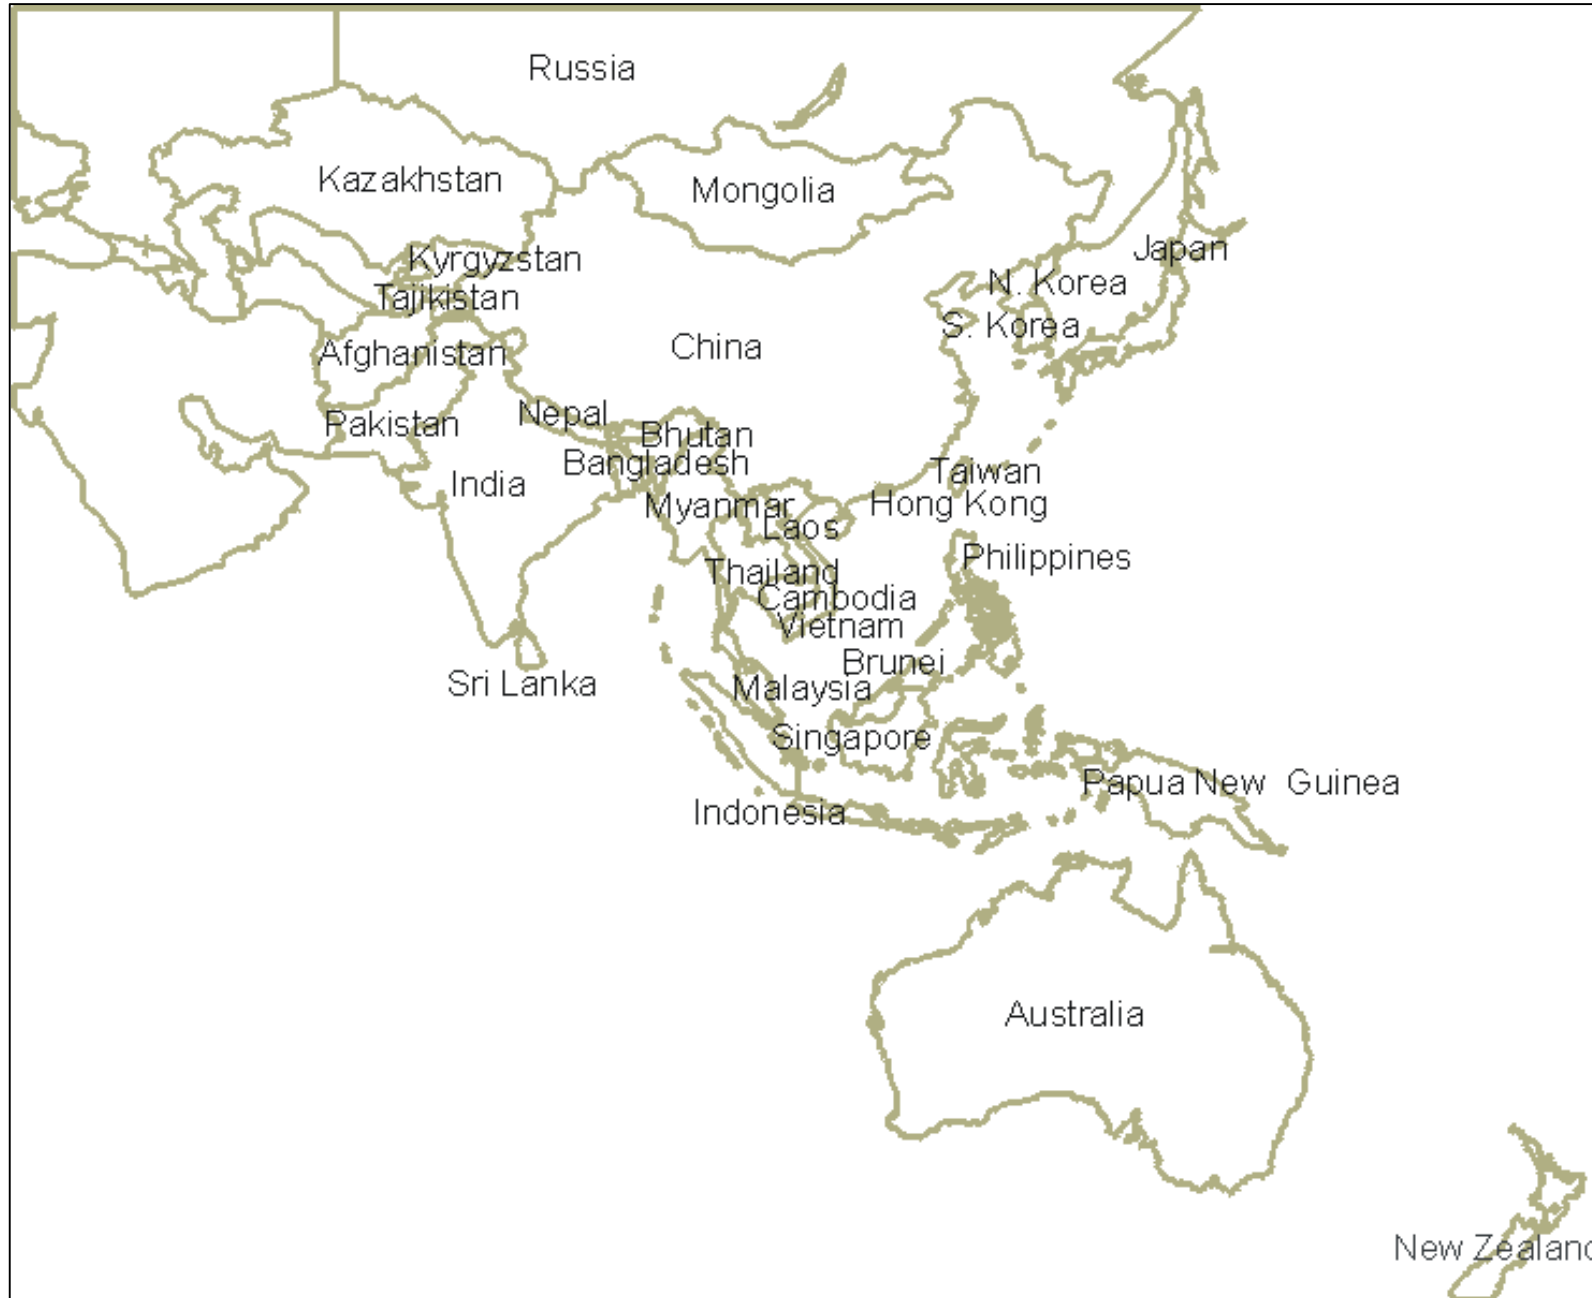 Russia
Kazakhstan
Mongolia
Japan
Kyrgyzstan
N. Korea
Tajikistan
S. Korea
China
Afghanistan
Nepal
Pakistan
Bhutan
Bangladesh
Taiwan
India
Hong Kong
Myanmar
Laos
Philippines
Thailand
Cambodia
Vietnam
Brunei
Sri Lanka
Malaysia
Singapore
Papua New  Guinea
Indonesia
Australia
New Zealand